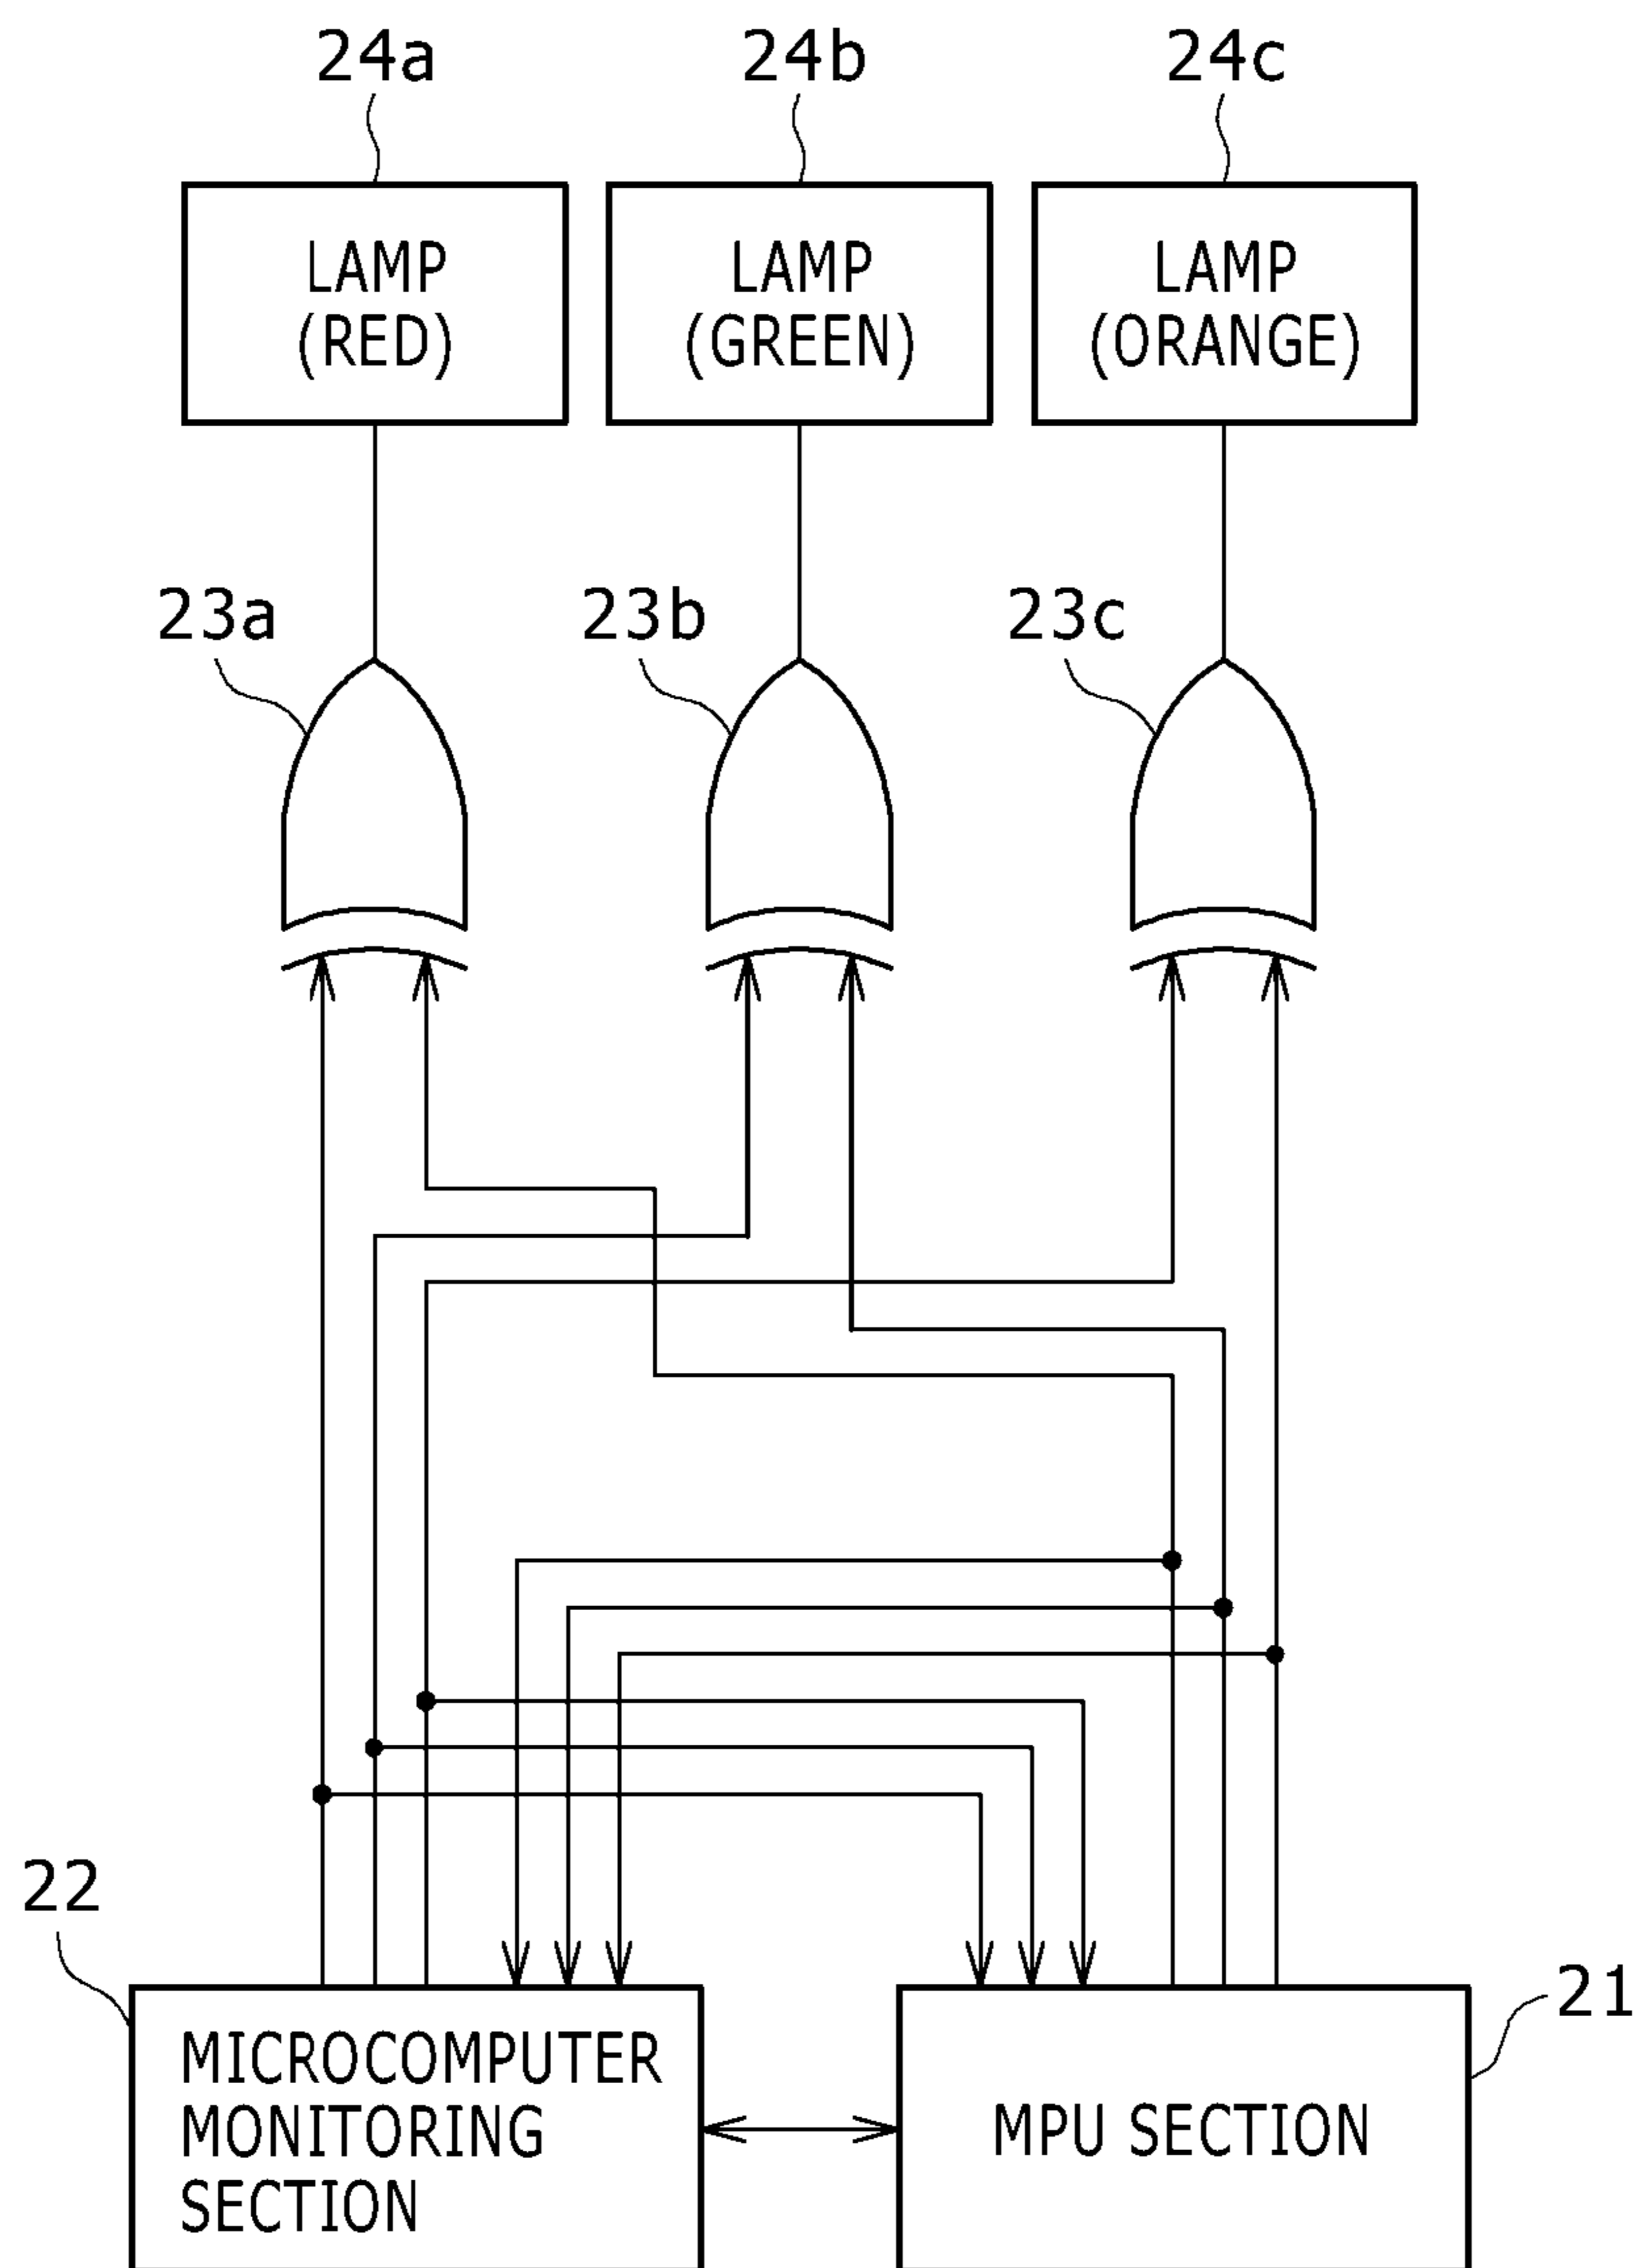 24a
24b
24c
LAMP
(RED)
LAMP
(GREEN)
LAMP
(ORANGE)
23a
23b
23c
22
21
MICROCOMPUTER
MONITORING
SECTION
MPU SECTION